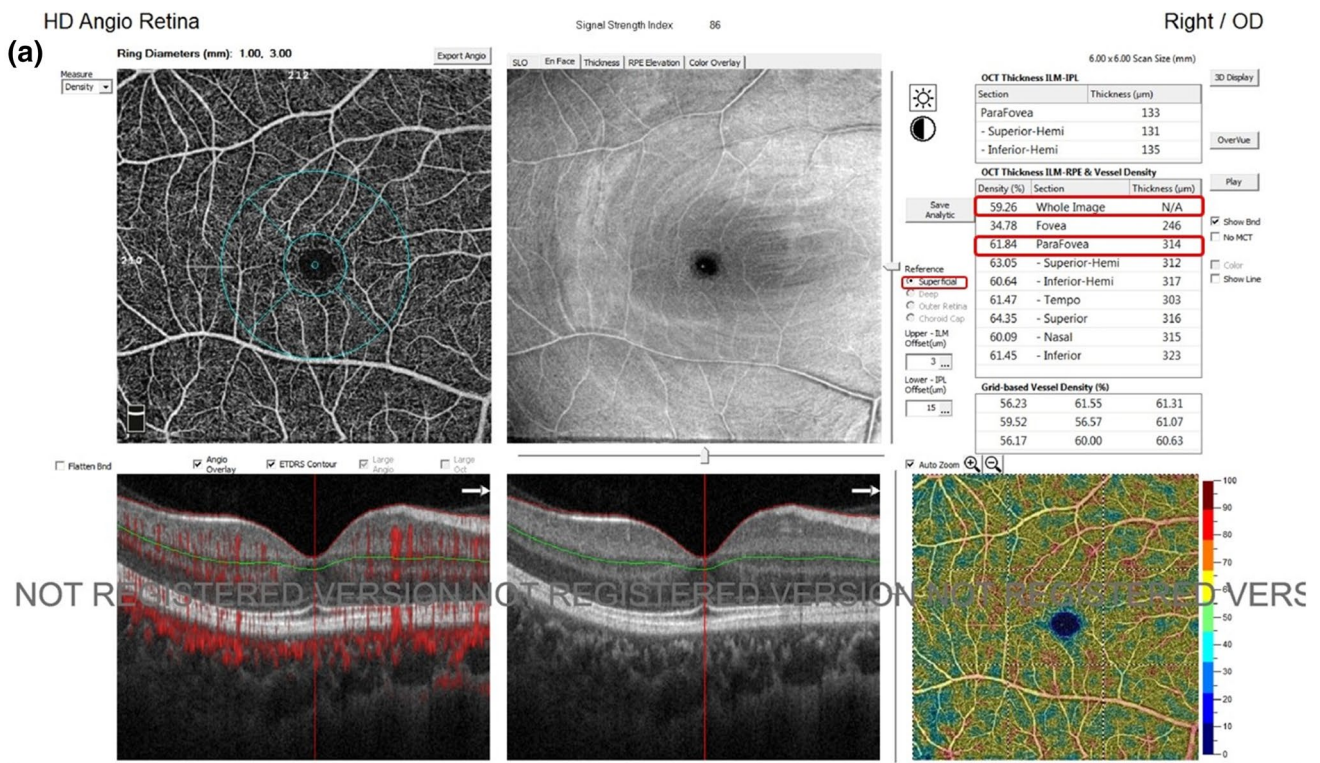 HD Angio Retina
Signal Strength Index 86
Right / OD
(a)
Ring Diameters (mm): 1.00, 3.00
Export Angio
Measure
Density
212
SLO En Face Thickness RPE Elevation Color Overlay
6.00 x 6.00 Scan Size (mm)
OCT Thickness ILM-IPL
Section Thickness (µm)
ParaFovea 133
- Superior-Hemi 131
- Inferior-Hemi 135
3D Display
OverVue
Play
Show Bnd
No MCT
Color
Show Line
OCT Thickness ILM-RPE & Vessel Density
Density (%) Section Thickness (µm)
59.26 Whole Image N/A
34.78 Fovea 246
61.84 ParaFovea 314
63.05 - Superior-Hemi 312
60.64 - Inferior-Hemi 317
61.47 - Tempo 303
64.35 - Superior 316
60.09 - Nasal 315
61.45 - Inferior 323
Save
Analytic
Reference
Superficial
Deep
Outer Retina
Choroid Cap
Upper - ILM
Offset(um)
3 ...
Lower - IPL
Offset(um)
15 ...
Grid-based Vessel Density (%)
56.23 61.55 61.31
59.52 56.57 61.07
56.17 60.00 60.63
Flatten Bnd
Angio
Overlay
ETDRS Contour
Large
Angio
Large
Oct
Auto Zoom
100
90
80
70
60
50
40
30
20
10
0
NOT REGISTERED VERSION NOT REGISTERED VERSION NOT REGISTERED VERS